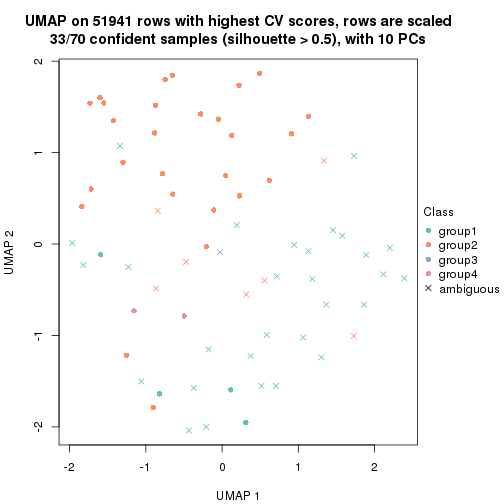 UMAP on 51941 rows with highest CV scores, rows are scaled
33/70 confident samples (silhouette > 0.5), with 10 PCs
2
1
0
-1
-2
UMAP 2
-2
-1
0
1
2
UMAP 1
Class
group1
group2
group3
group4
ambiguous